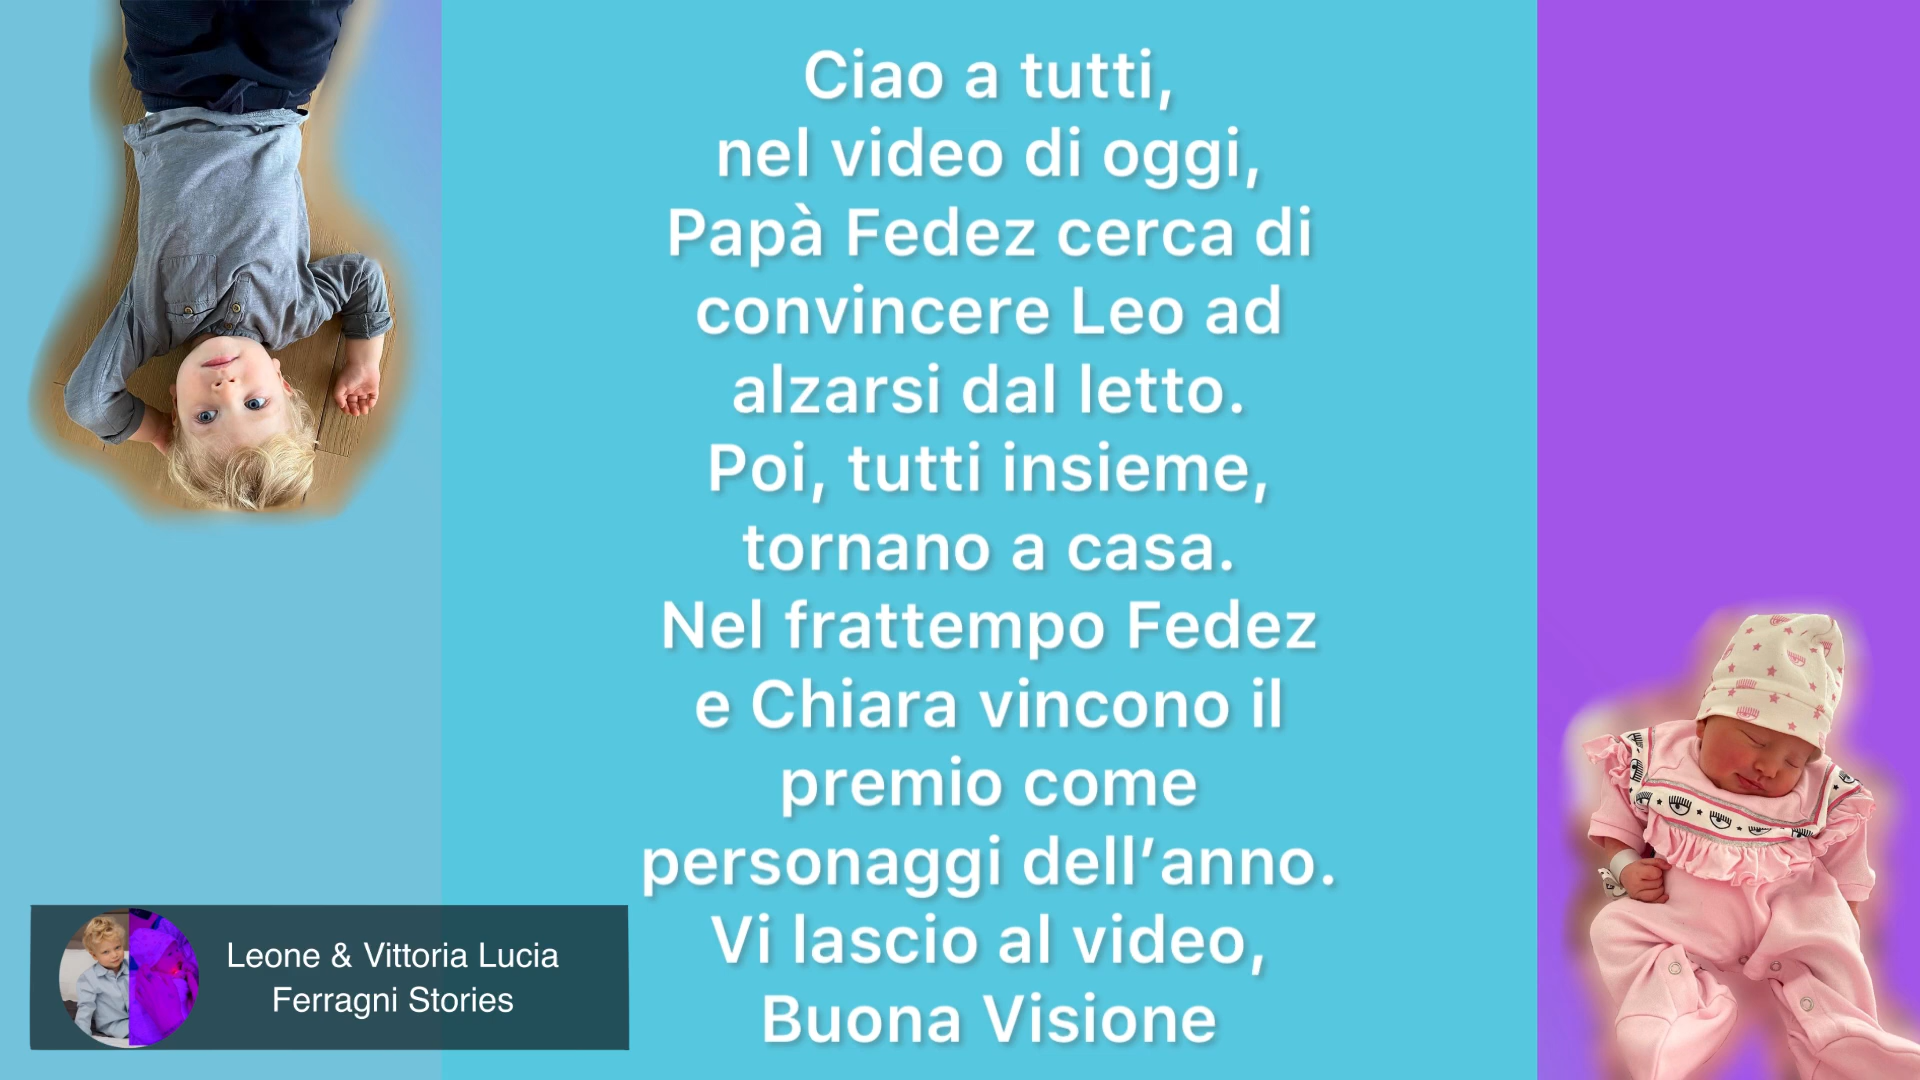 Ciao a tutti,
nel video di oggi,
Papà Fedez cerca di
convincere Leo ad
alzarsi dal letto.
Poi, tutti insieme,
tornano a casa.
Nel frattempo Fedez
e Chiara vincono il
premio come
personaggi dell’anno.
Vi lascio al video,
Buona Visione
Leone & Vittoria Lucia
Ferragni Stories